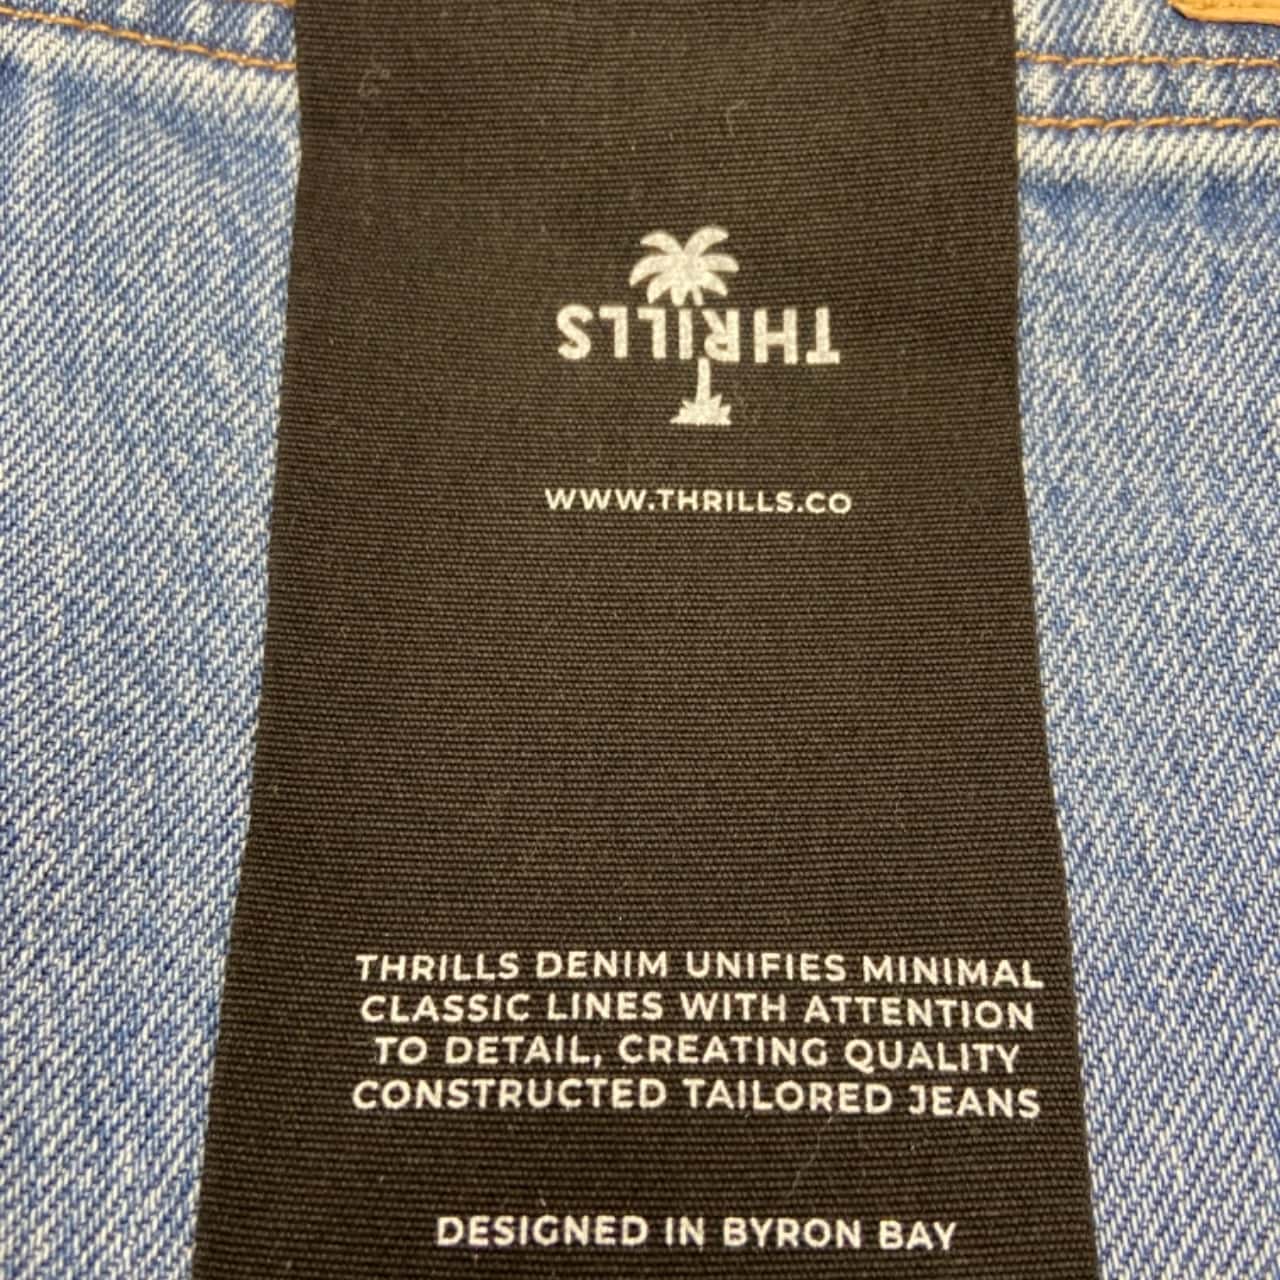 THRILLS
WWW.THRILLS.CO
THRILLS DENIM UNIFIES MINIMAL
CLASSIC LINES WITH ATTENTION
TO DETAIL, CREATING QUALITY
CONSTRUCTED TAILORED JEANS
DESIGNED IN BYRON BAY